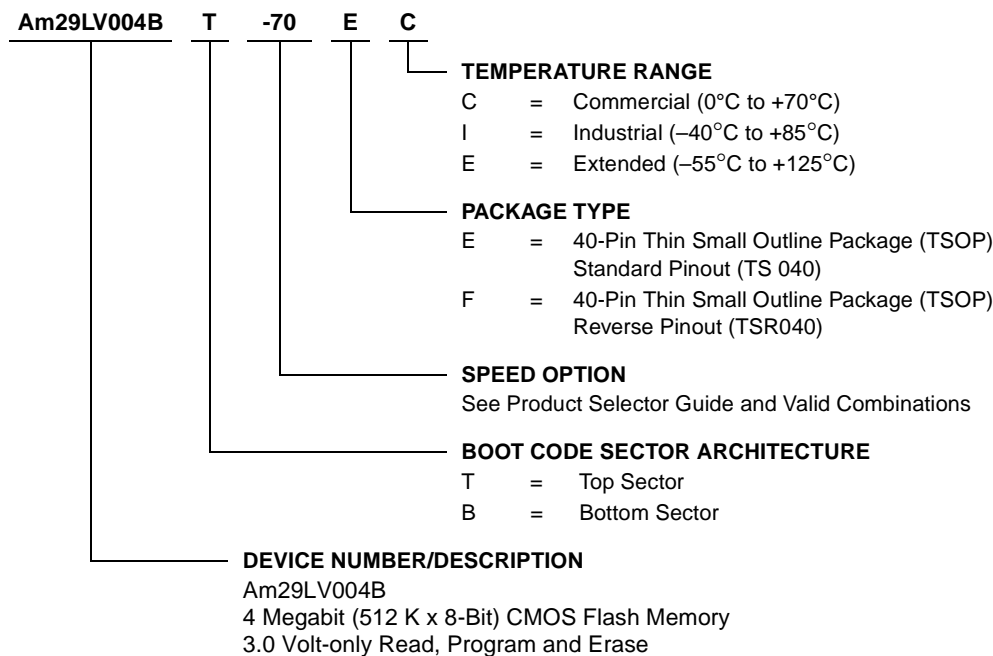 Am29LV004B T -70 E C
TEMPERATURE RANGE
C = Commercial (0°C to +70°C)
I = Industrial (–40°C to +85°C)
E = Extended (–55°C to +125°C)
PACKAGE TYPE
E = 40-Pin Thin Small Outline Package (TSOP)
Standard Pinout (TS 040)
F = 40-Pin Thin Small Outline Package (TSOP)
Reverse Pinout (TSR040)
SPEED OPTION
See Product Selector Guide and Valid Combinations
BOOT CODE SECTOR ARCHITECTURE
T = Top Sector
B = Bottom Sector
DEVICE NUMBER/DESCRIPTION
Am29LV004B
4 Megabit (512 K x 8-Bit) CMOS Flash Memory
3.0 Volt-only Read, Program and Erase